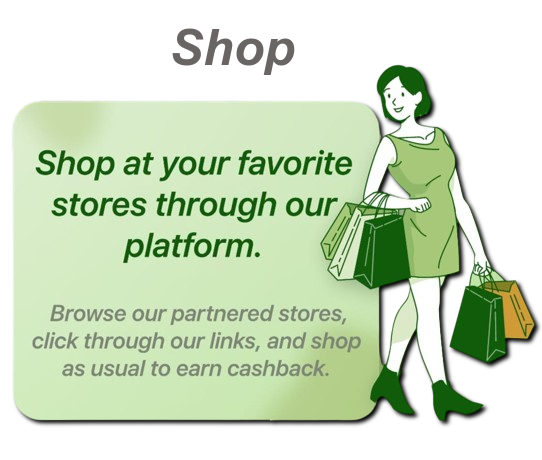 Shop
Shop at your favorite
stores through our
platform.
Browse our partnered stores,
click through our links, and shop
as usual to earn cashback.